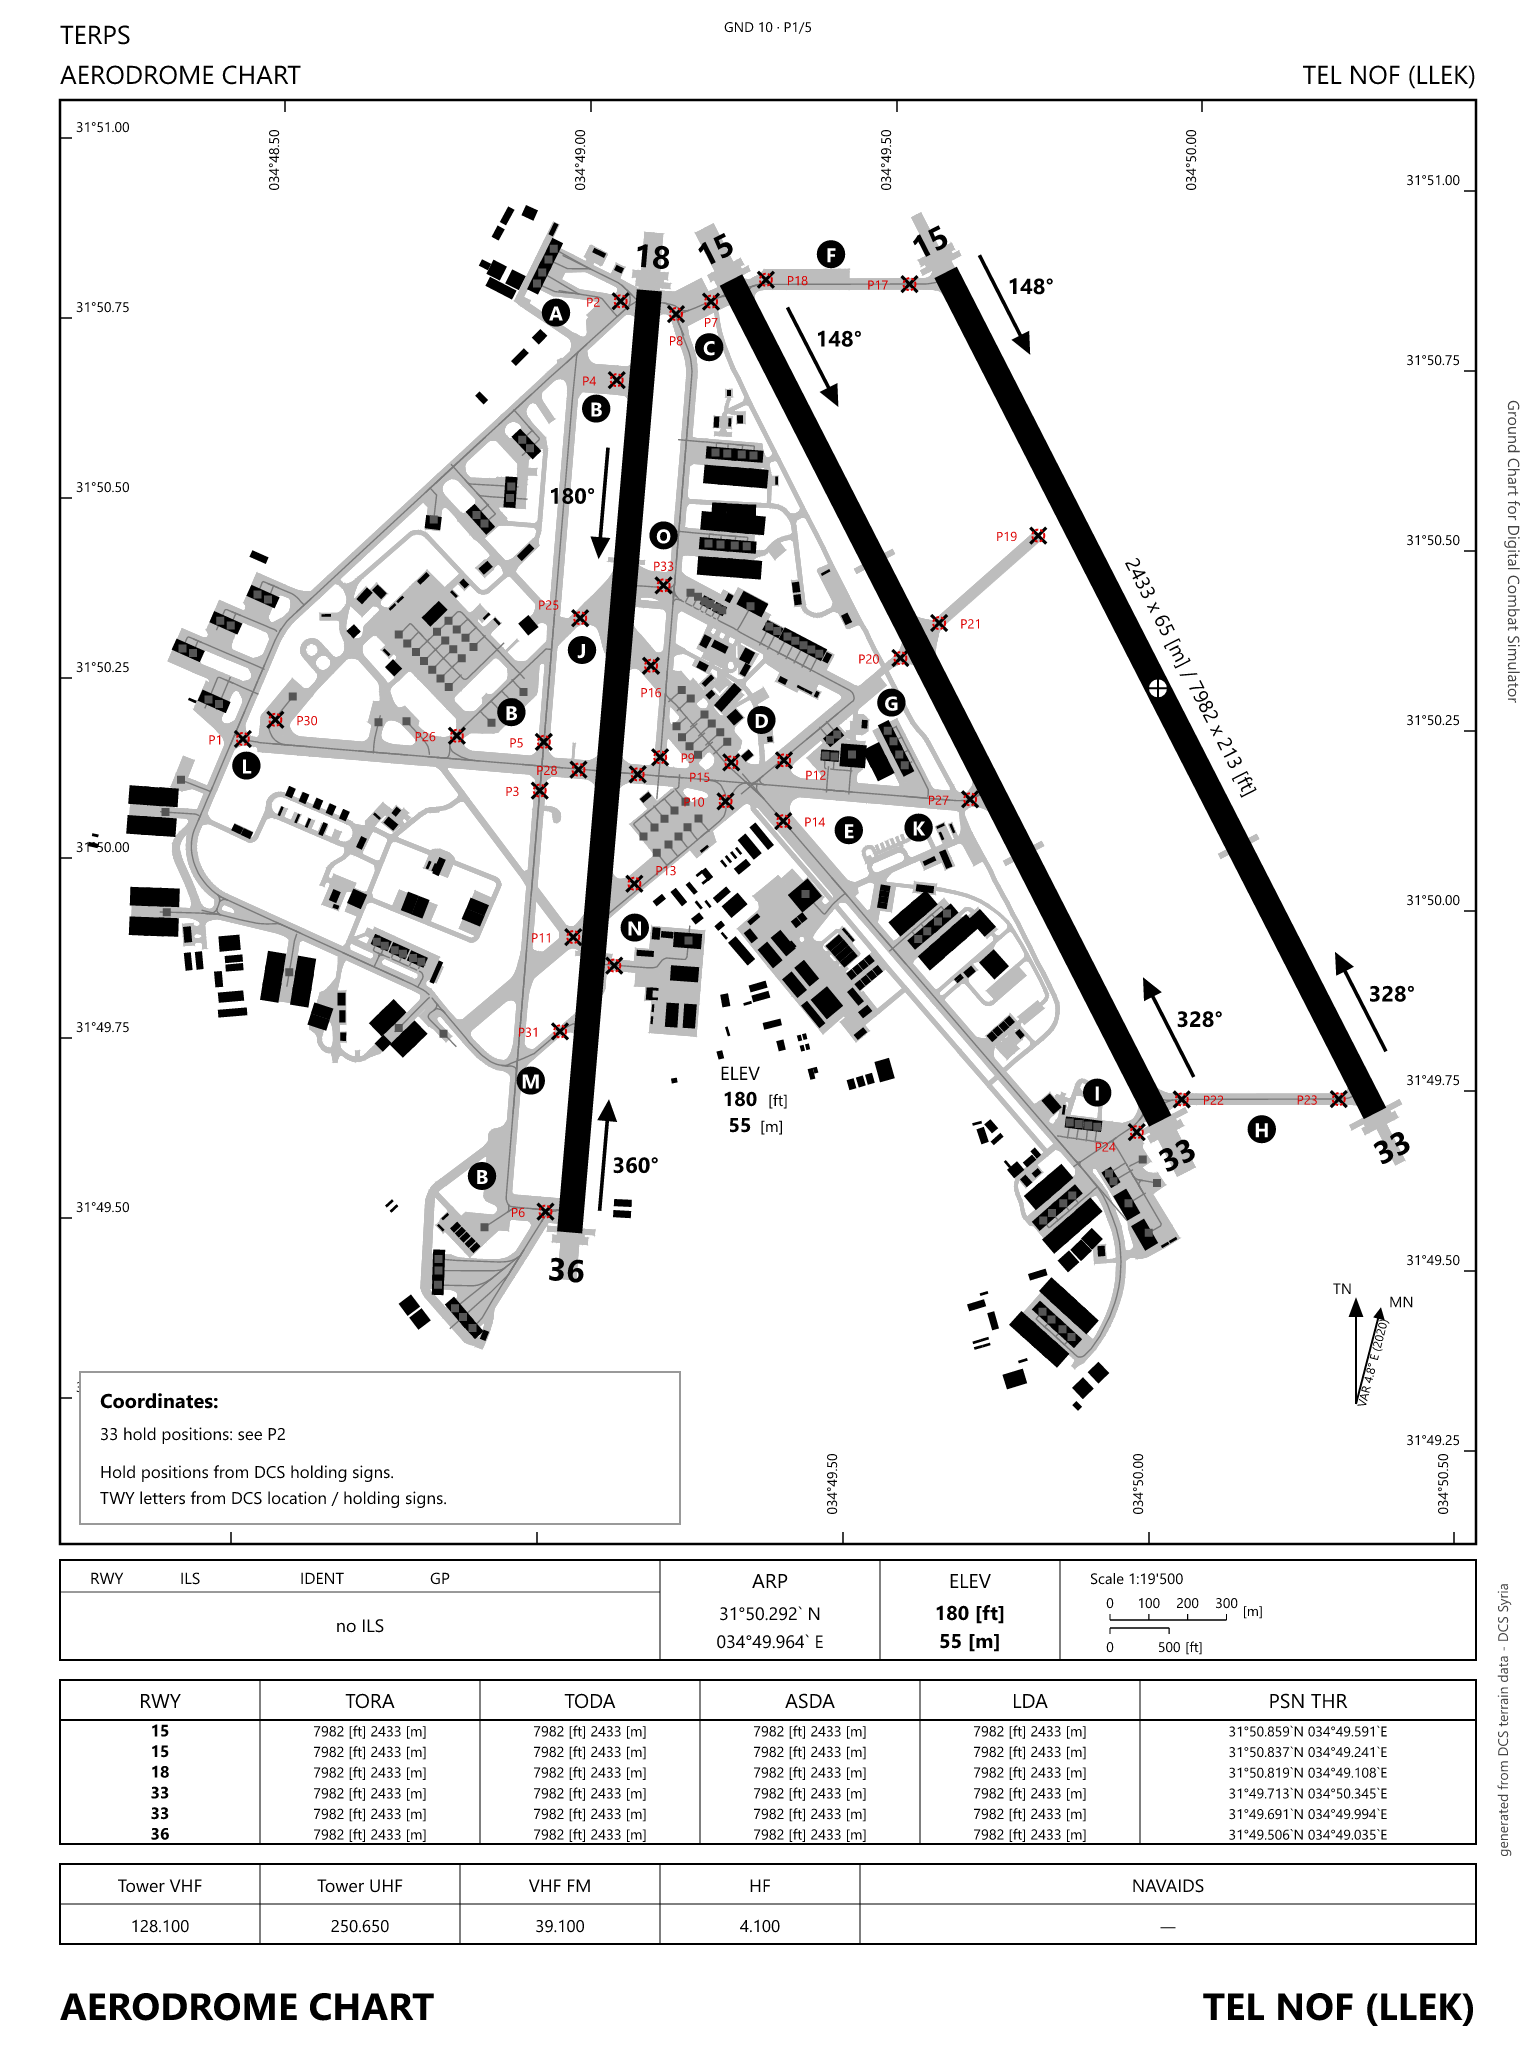 GND 10 · P1/5
TERPS
AERODROME CHART
TEL NOF (LLEK)
31°51.00
31°50.75
31°50.50
31°50.25
31°50.00
31°49.75
31°49.50
034°48.50
034°49.00
034°49.50
034°50.00
31°51.00
31°50.75
31°50.50
31°50.25
31°50.00
31°49.75
31°49.50
31°49.25
034°49.50
034°50.00
034°50.50
18
15
15
F
P18
P17
148°
148°
A
P2
P7
P8
C
P4
B
180°
O
P33
P25
J
P19
P21
P20
2433 x 65 [m] / 7982 x 213 [ft]
P16
G
D
B
P1
P30
L
P26
P5
P28
P3
P9
P15
P10
P12
P14
P27
E
K
P13
N
P11
P31
M
328°
328°
ELEV
180 [ft]
55 [m]
I
P22
P23
H
P24
33
33
B
360°
P6
36
TN
MN
VAR 4.8° E (2020)
Coordinates:
33 hold positions: see P2
Hold positions from DCS holding signs.
TWY letters from DCS location / holding signs.
Ground Chart for Digital Combat Simulator
RWY ILS IDENT GP
no ILS
ARP
31°50.292` N
034°49.964` E
ELEV
180 [ft]
55 [m]
Scale 1:19'500
0 100 200 300 [m]
0 500 [ft]
RWY TORA TODA ASDA LDA PSN THR
15 7982 [ft] 2433 [m] 7982 [ft] 2433 [m] 7982 [ft] 2433 [m] 7982 [ft] 2433 [m] 31°50.859`N 034°49.591`E
15 7982 [ft] 2433 [m] 7982 [ft] 2433 [m] 7982 [ft] 2433 [m] 7982 [ft] 2433 [m] 31°50.837`N 034°49.241`E
18 7982 [ft] 2433 [m] 7982 [ft] 2433 [m] 7982 [ft] 2433 [m] 7982 [ft] 2433 [m] 31°50.819`N 034°49.108`E
33 7982 [ft] 2433 [m] 7982 [ft] 2433 [m] 7982 [ft] 2433 [m] 7982 [ft] 2433 [m] 31°49.713`N 034°50.345`E
33 7982 [ft] 2433 [m] 7982 [ft] 2433 [m] 7982 [ft] 2433 [m] 7982 [ft] 2433 [m] 31°49.691`N 034°49.994`E
36 7982 [ft] 2433 [m] 7982 [ft] 2433 [m] 7982 [ft] 2433 [m] 7982 [ft] 2433 [m] 31°49.506`N 034°49.035`E
generated from DCS terrain data - DCS Syria
Tower VHF Tower UHF VHF FM HF NAVAIDS
128.100 250.650 39.100 4.100 —
AERODROME CHART
TEL NOF (LLEK)